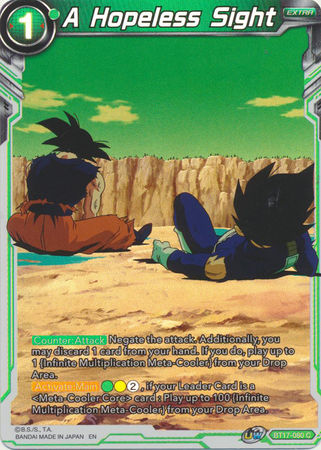 1 A Hopeless Sight EXTRA
Counter:Attack Negate the attack. Additionally, you
may discard 1 card from your hand. If you do, play up to
1 {Infinite Multiplication Meta-Cooler} from your Drop
Area.
Activate:Main 2 , If your Leader Card is a
<Meta-Cooler Core> card : Play up to 100 {Infinite
Multiplication Meta-Cooler} from your Drop Area.
©B.S./S., T.A.
BANDAI MADE IN JAPAN EN
UW
BT17-080 C